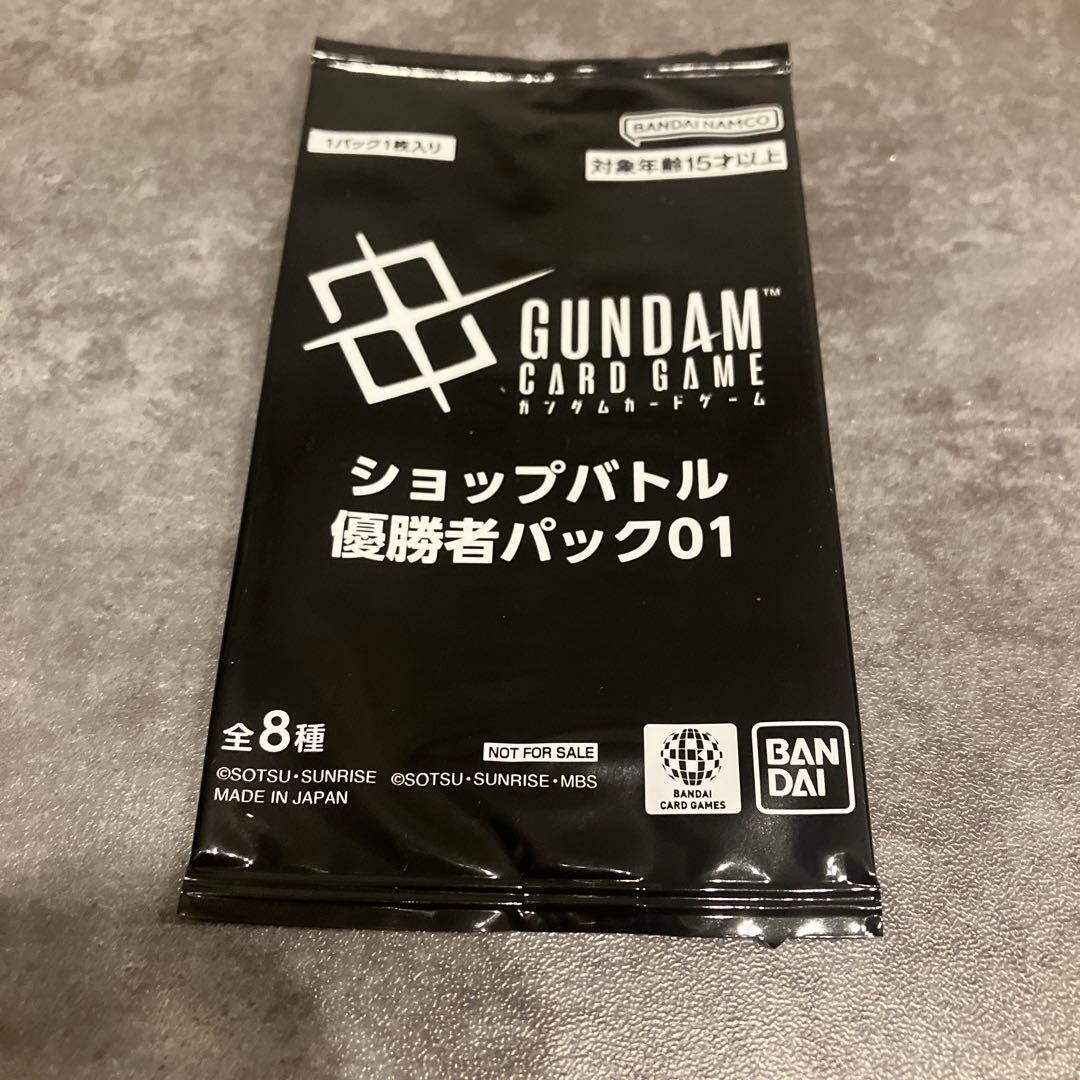 BANDAI NAMCO
1パック1枚入り
対象年齢15才以上
GUNDAM™
CARD GAME
ガンダムカードゲーム
ショップバトル
優勝者パック01
全8種
NOT FOR SALE
©SOTSU・SUNRISE ©SOTSU・SUNRISE・MBS
MADE IN JAPAN
BANDAI
CARD GAMES
BAN
DAI